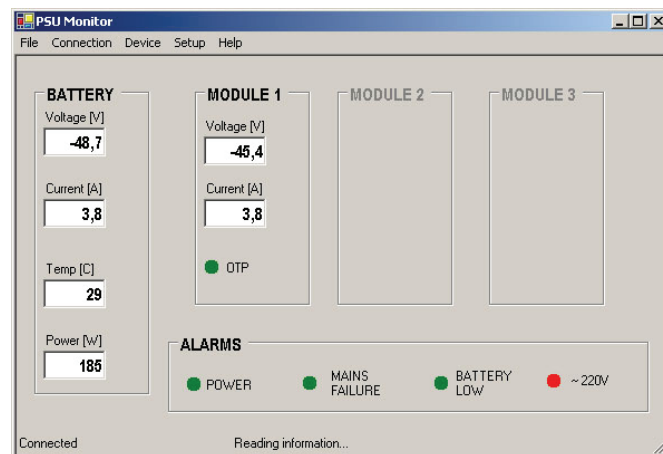 PSU Monitor
File Connection Device Setup Help
BATTERY
Voltage [V]
-48,7
Current [A]
3,8
Temp [C]
29
Power [W]
185
MODULE 1
Voltage [V]
-45,4
Current [A]
3,8
OTP
MODULE 2
MODULE 3
ALARMS
POWER
MAINS
FAILURE
BATTERY
LOW
~ 220V
Connected
Reading information...